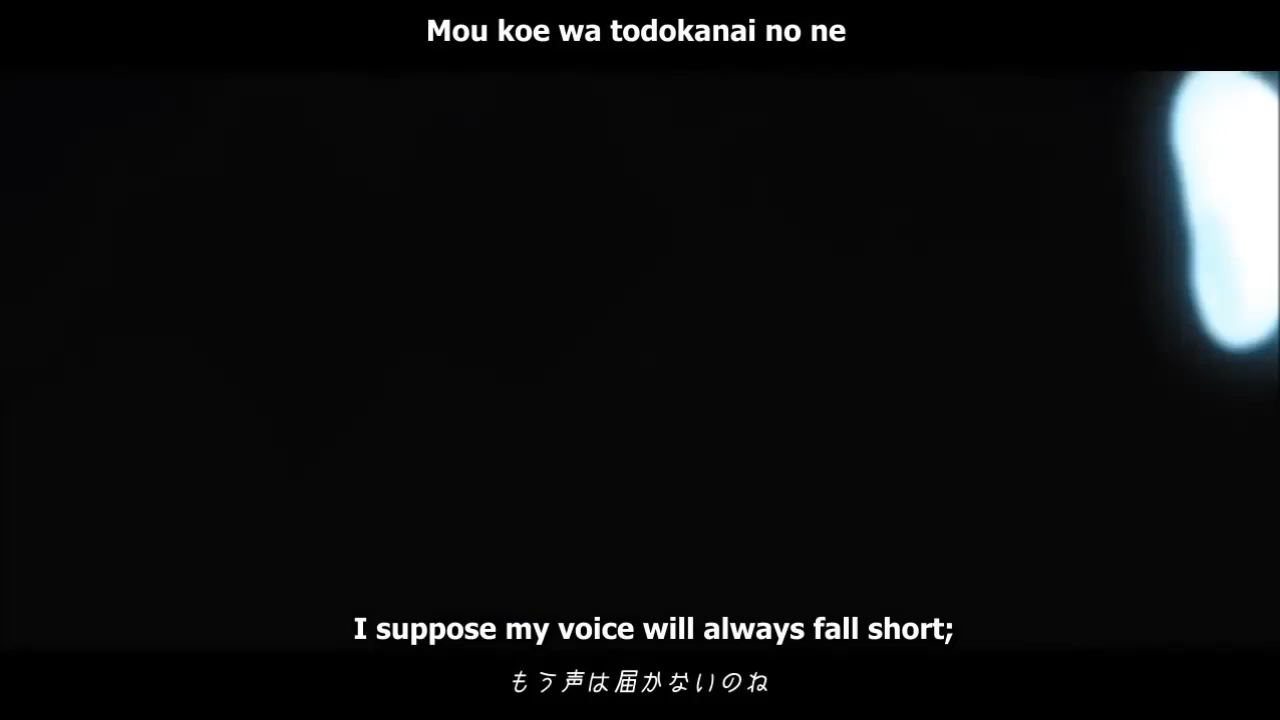 Mou koe wa todokanai no ne
I suppose my voice will always fall short;
もう声は届かないのね